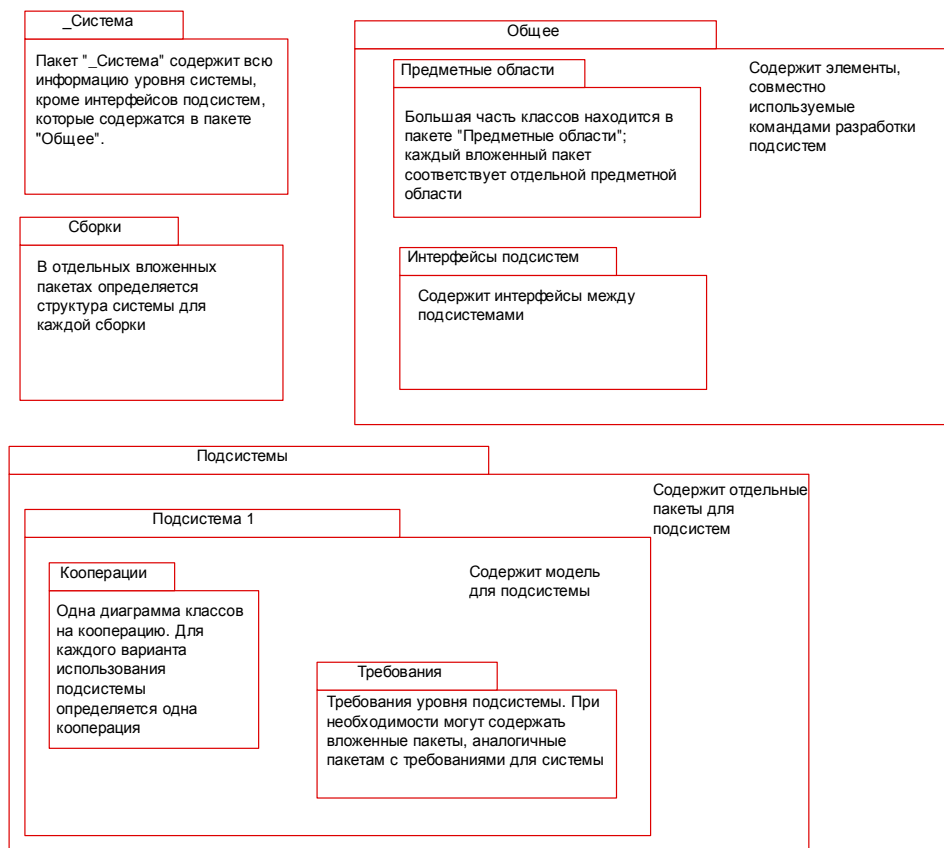 _Система
Пакет "_Система" содержит всю
информацию уровня системы,
кроме интерфейсов подсистем,
которые содержатся в пакете
"Общее".
Общее
Предметные области
Большая часть классов находится в
пакете "Предметные области";
каждый вложенный пакет
соответствует отдельной предметной
области
Содержит элементы,
совместно
используемые
командами разработки
подсистем
Сборки
В отдельных вложенных
пакетах определяется
структура системы для
каждой сборки
Интерфейсы подсистем
Содержит интерфейсы между
подсистемами
Подсистемы
Содержит отдельные
пакеты для
подсистем
Подсистема 1
Содержит модель
для подсистемы
Кооперации
Одна диаграмма классов
на кооперацию. Для
каждого варианта
использования
подсистемы
определяется одна
кооперация
Требования
Требования уровня подсистемы. При
необходимости могут содержать
вложенные пакеты, аналогичные
пакетам с требованиями для системы